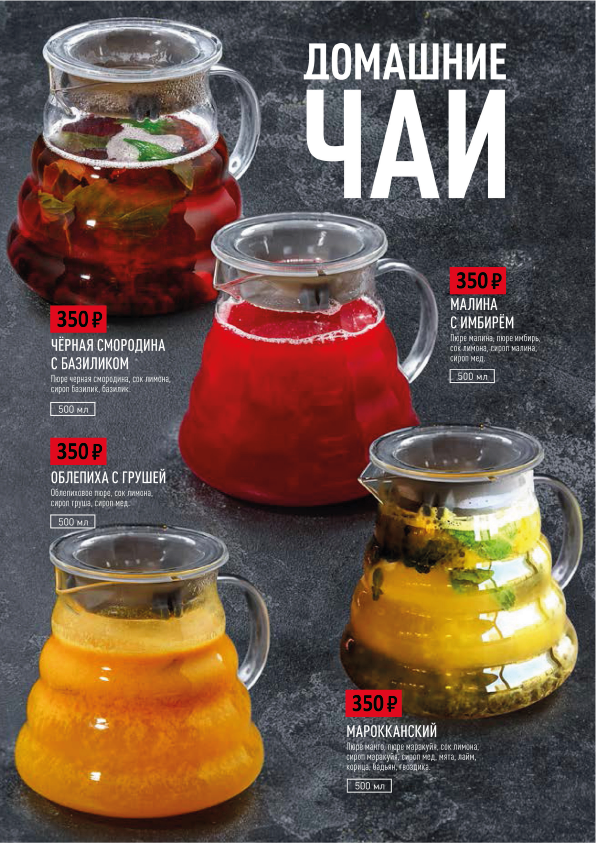 ДОМАШНИЕ
ЧАИ
350 ₽
ЧЁРНАЯ СМОРОДИНА
С БАЗИЛИКОМ
Пюре черная смородина, сок лимона,
сироп базилик, базилик.
500 мл
350 ₽
МАЛИНА
С ИМБИРЁМ
Пюре малина, пюре имбирь,
сок лимона, сироп малина,
сироп мед.
500 мл
350 ₽
ОБЛЕПИХА С ГРУШЕЙ
Облепиховое пюре, сок лимона,
сироп груша, сироп мед.
500 мл
350 ₽
МАРОККАНСКИЙ
Пюре манго, пюре маракуйя, сок лимона,
сироп маракуйя, сироп мед, мята, лайм,
корица, бадьян, гвоздика.
500 мл